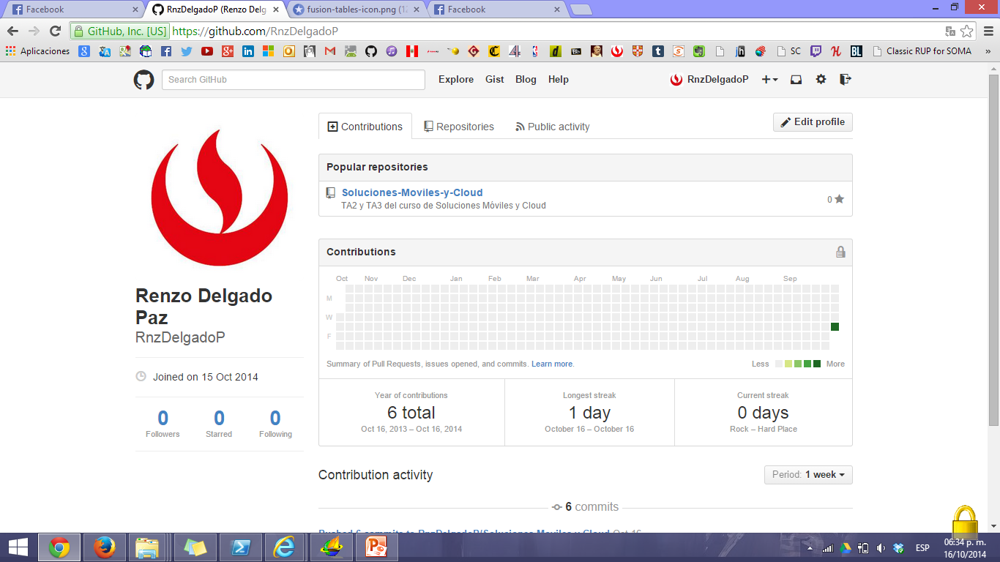 Facebook
RnzDelgadoP (Renzo Delg
fusion-tables-icon.png (12
Facebook
GitHub, Inc. [US] https://github.com/RnzDelgadoP
Aplicaciones
SC
Classic RUP for SOMA
»
Search GitHub
Explore Gist Blog Help
RnzDelgadoP
Contributions Repositories Public activity
Edit profile
Popular repositories
Soluciones-Moviles-y-Cloud
TA2 y TA3 del curso de Soluciones Móviles y Cloud
0
Renzo Delgado
Paz
RnzDelgadoP
Joined on 15 Oct 2014
0 0 0
Followers Starred Following
Contributions
Oct Nov Dec Jan Feb Mar Apr May Jun Jul Aug Sep
M
W
F
Summary of Pull Requests, issues opened, and commits. Learn more.
Less More
Year of contributions
6 total
Oct 16, 2013 – Oct 16, 2014
Longest streak
1 day
October 16 – October 16
Current streak
0 days
Rock – Hard Place
Contribution activity
Period: 1 week
6 commits
Pushed 6 commits to RnzDelgadoP/Soluciones-Moviles-y-Cloud Oct 16
ESP
06:34 p. m.
16/10/2014